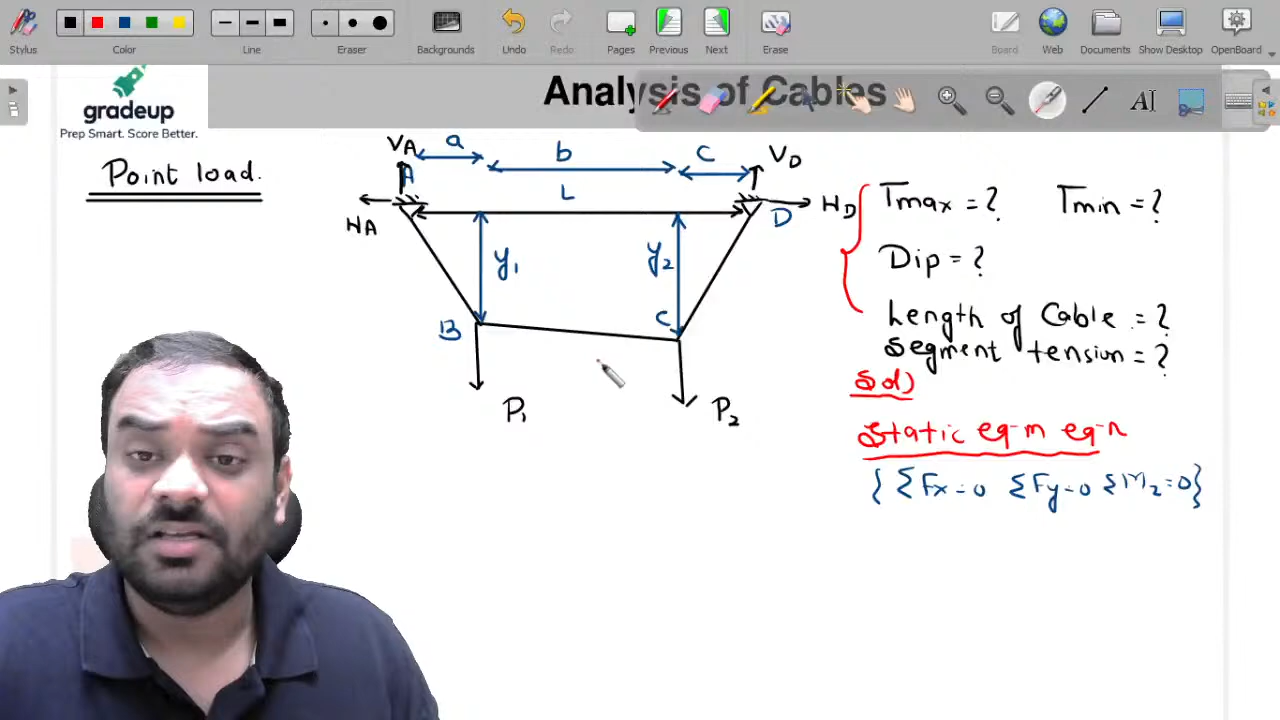 Stylus
Color
Line
Eraser
Backgrounds
Undo
Redo
Pages
Previous
Next
Erase
Board
Web
Documents
Show Desktop
OpenBoard
gradeup
Prep Smart. Score Better.
Analysis of Cables
Point load.
VA
a
b
c
VD
A
L
HA
HD
D
y1
y2
B
C
P1
P2
Tmax = ? Tmin = ?
Dip = ?
Length of Cable = ?
Segment tension = ?
Sol)
Static eq-m eq-n
{ ΣFx=0 ΣFy=0 ΣMz=0}